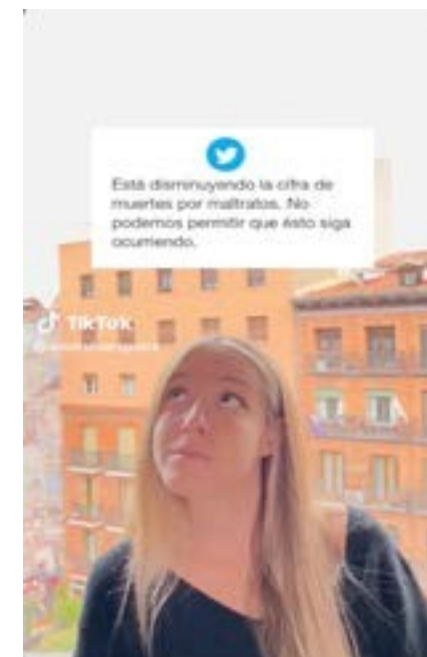 Está disminuyendo la cifra de
muertes por maltratos. No
podemos permitir que ésto siga
ocurriendo.
TikTok